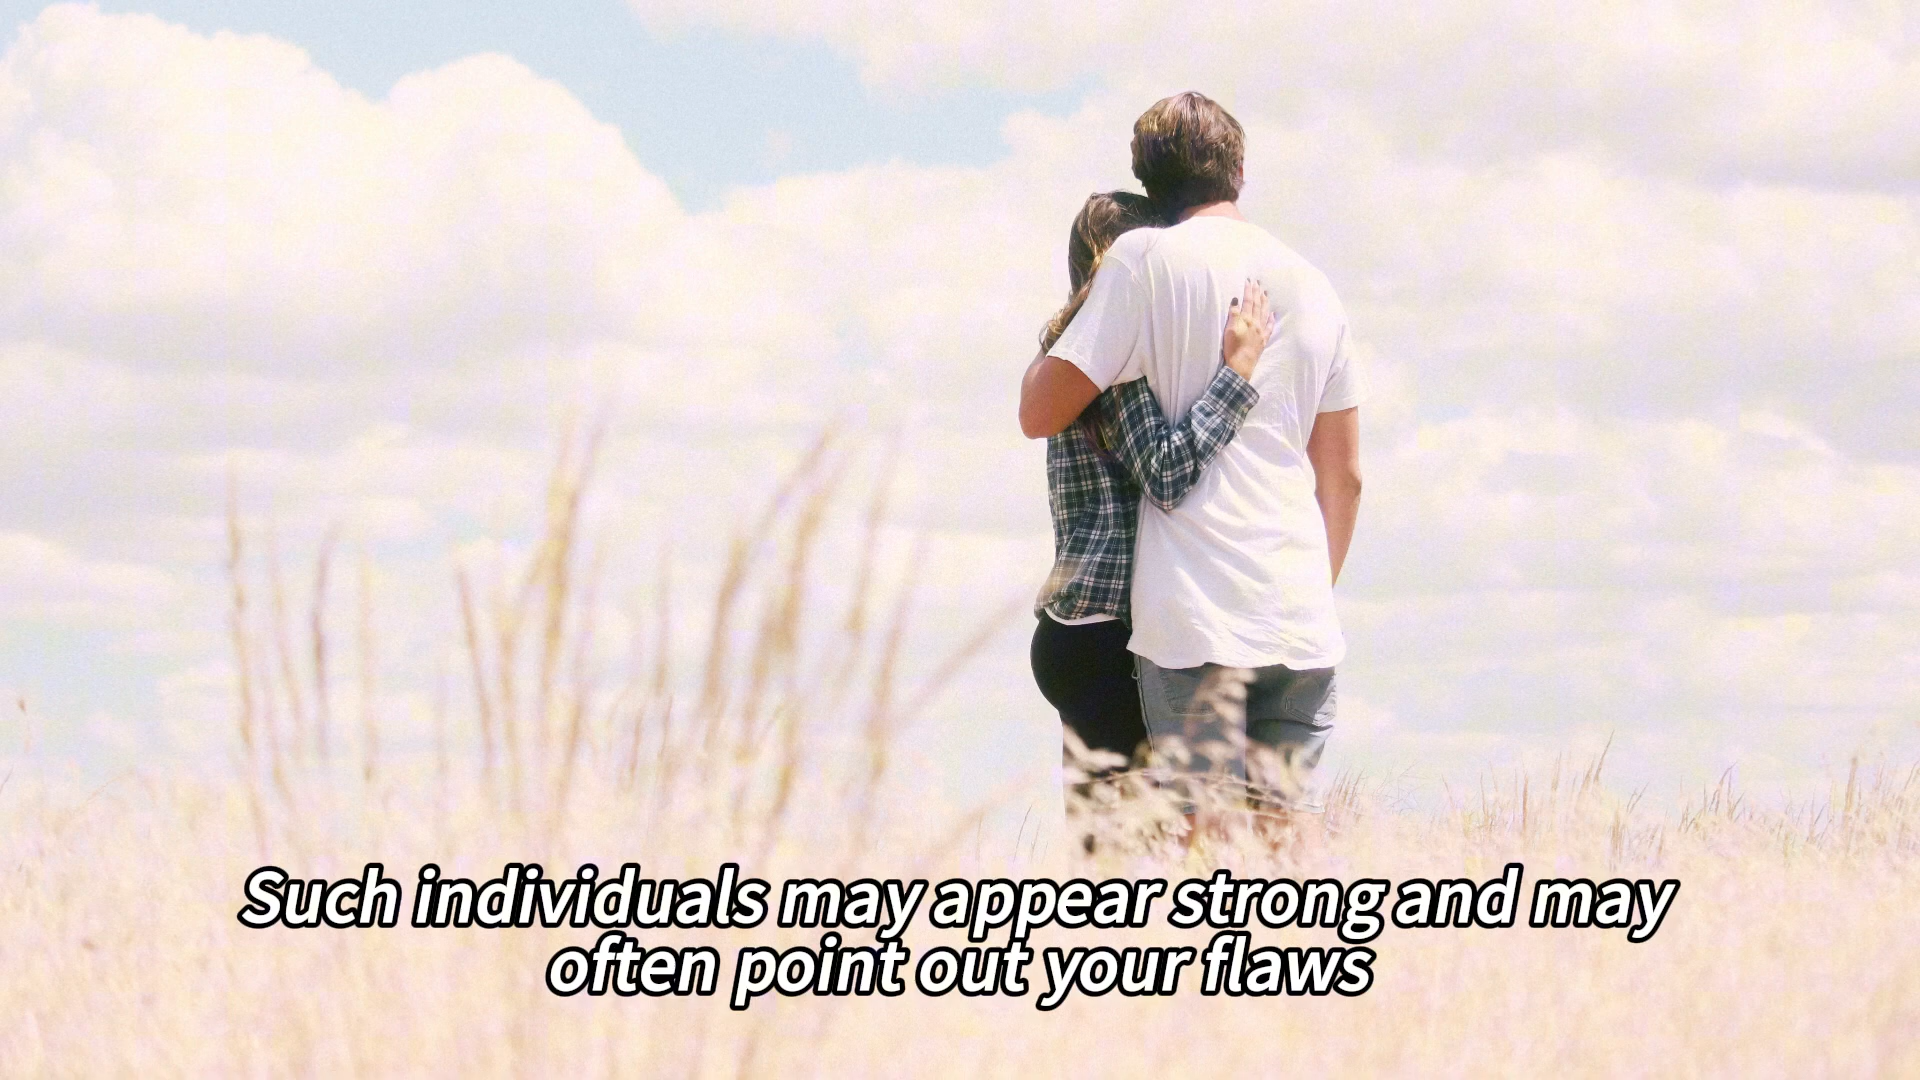 Such individuals may appear strong and may
often point out your flaws